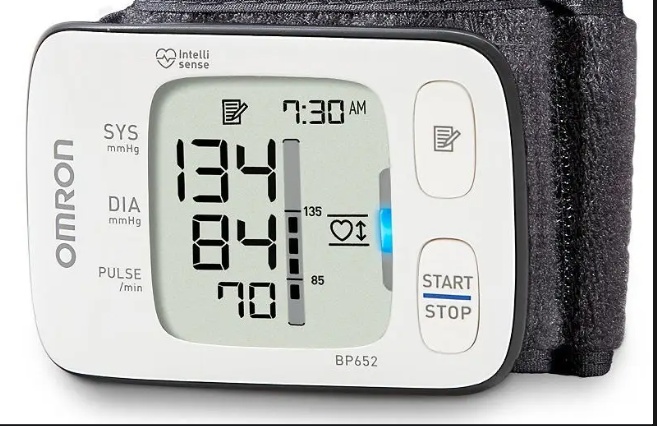 Intelli
sense
7:30 AM
SYS
mmHg
134
135
OMRON
DIA
mmHg
84
85
PULSE
/min
70
START
STOP
BP652